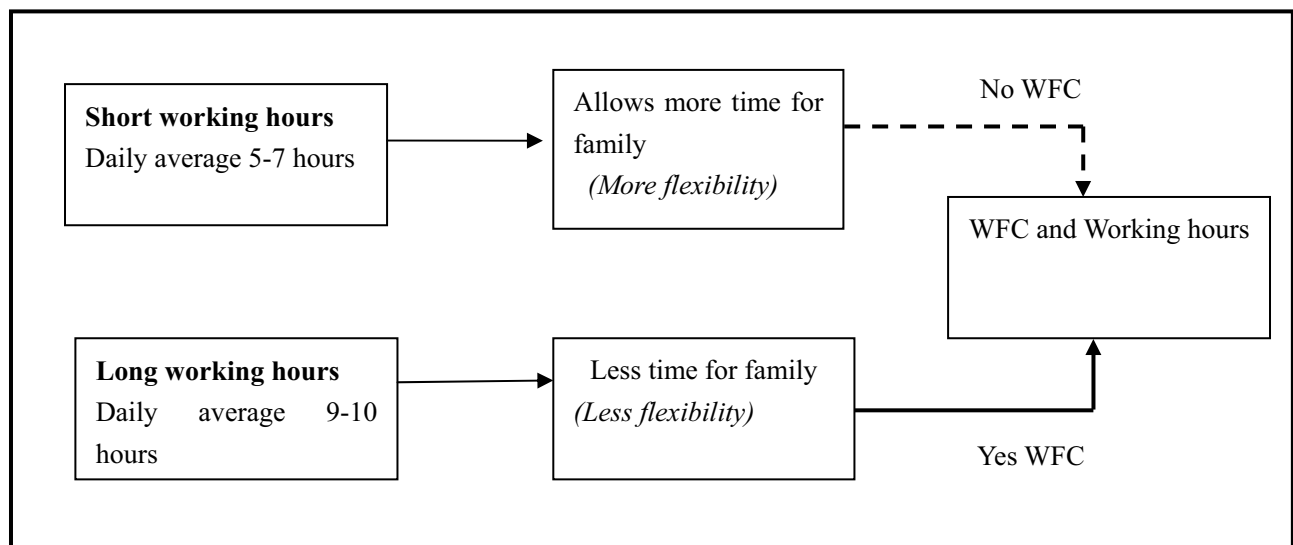 Short working hours
Daily average 5-7 hours
Allows more time for
family
(More flexibility)
No WFC
WFC and Working hours
Long working hours
Daily average 9-10
hours
Less time for family
(Less flexibility)
Yes WFC